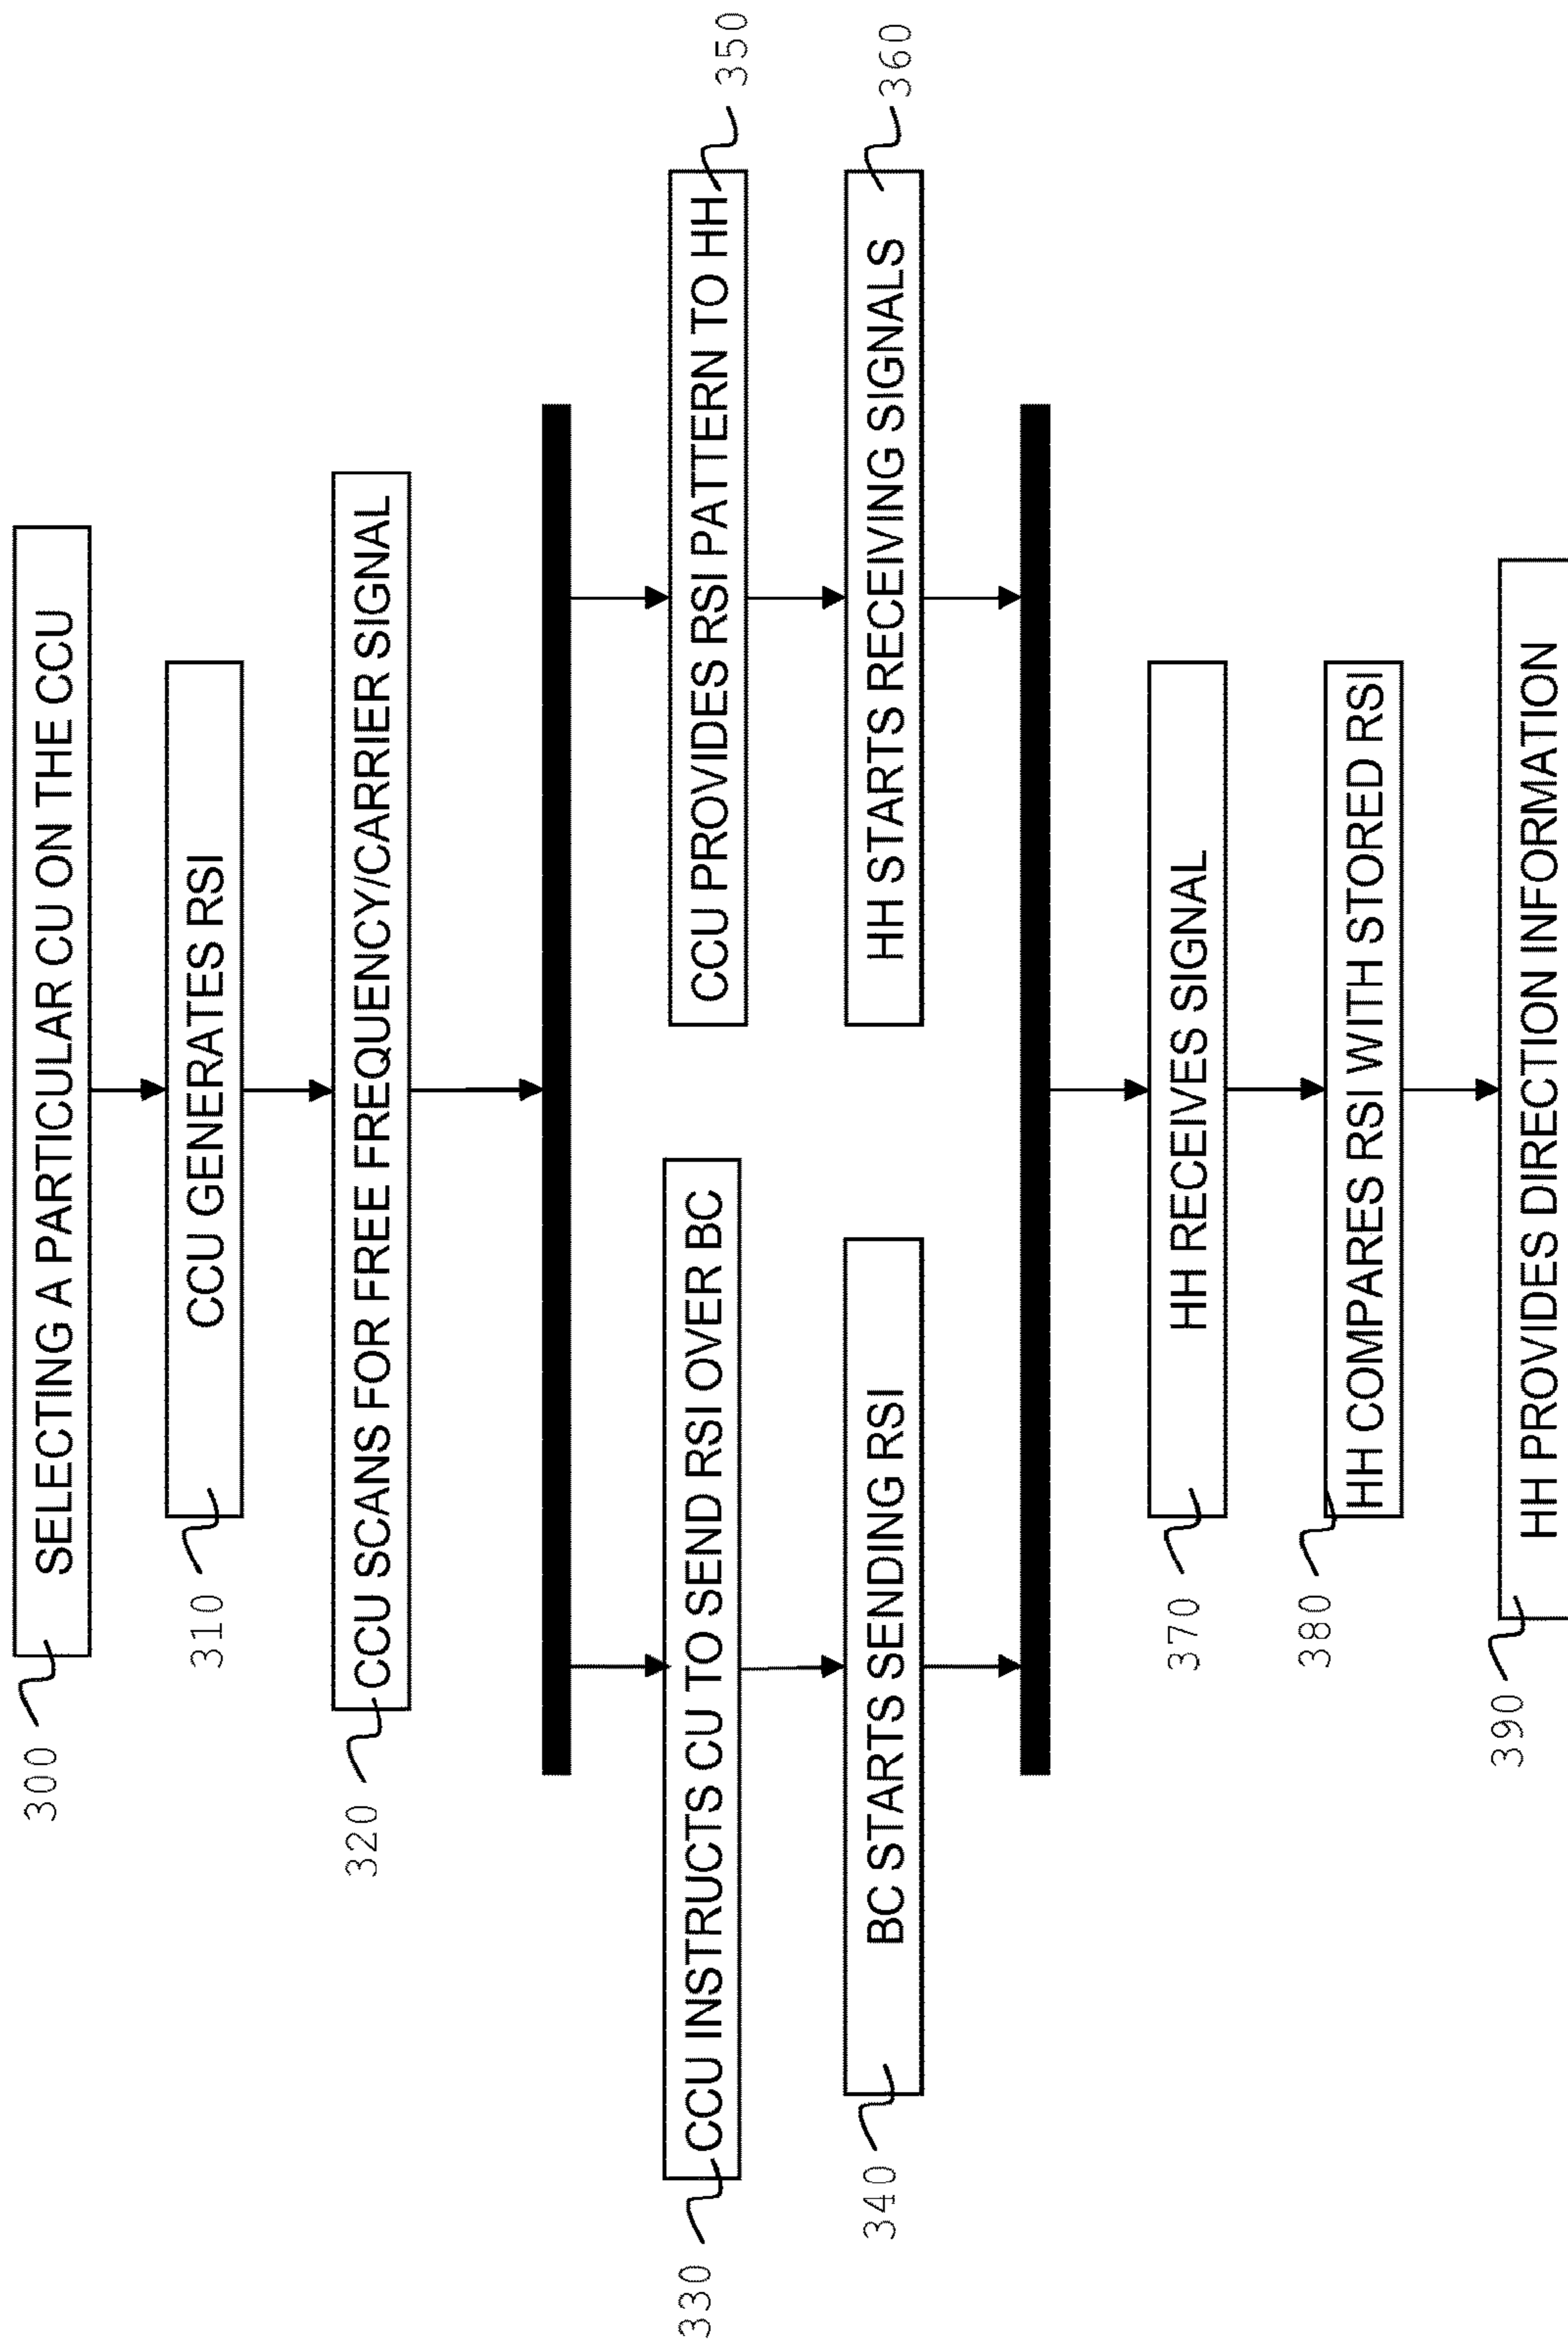 300
SELECTING A PARTICULAR CU ON THE CCU
310
CCU GENERATES RSI
320
CCU SCANS FOR FREE FREQUENCY/CARRIER SIGNAL
330
CCU INSTRUCTS CU TO SEND RSI OVER BC
CCU PROVIDES RSI PATTERN TO HH
350
340
BC STARTS SENDING RSI
HH STARTS RECEIVING SIGNALS
360
370
HH RECEIVES SIGNAL
380
HH COMPARES RSI WITH STORED RSI
390
HH PROVIDES DIRECTION INFORMATION